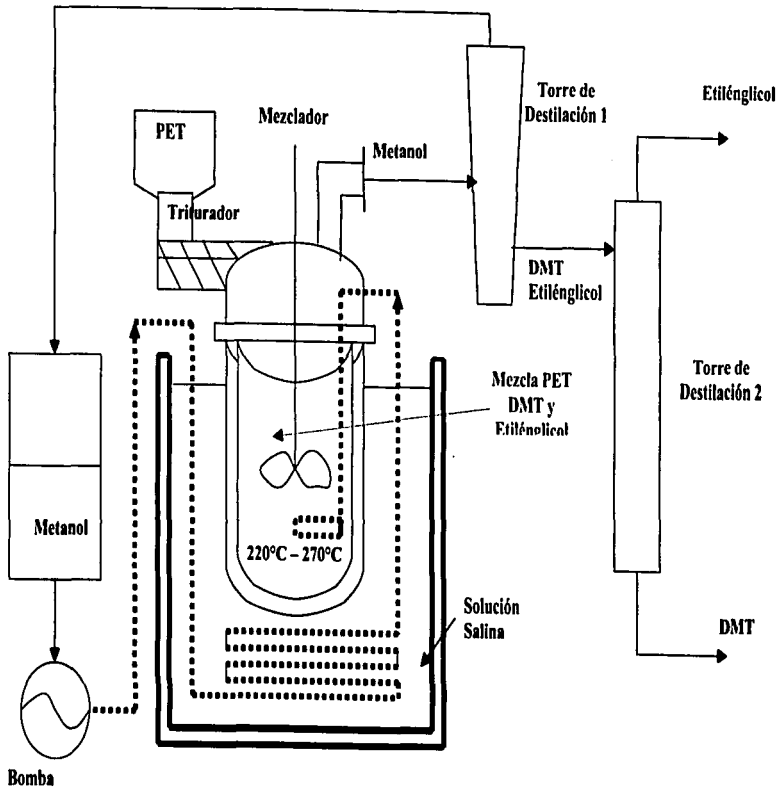 Torre de
Destilación 1
Etilénglicol
PET
Mezclador
Metanol
Triturador
DMT
Etilénglicol
Mezcla PET
DMT y
Etilénglicol
Torre de
Destilación 2
Metanol
220°C – 270°C
Solución
Salina
DMT
Bomba